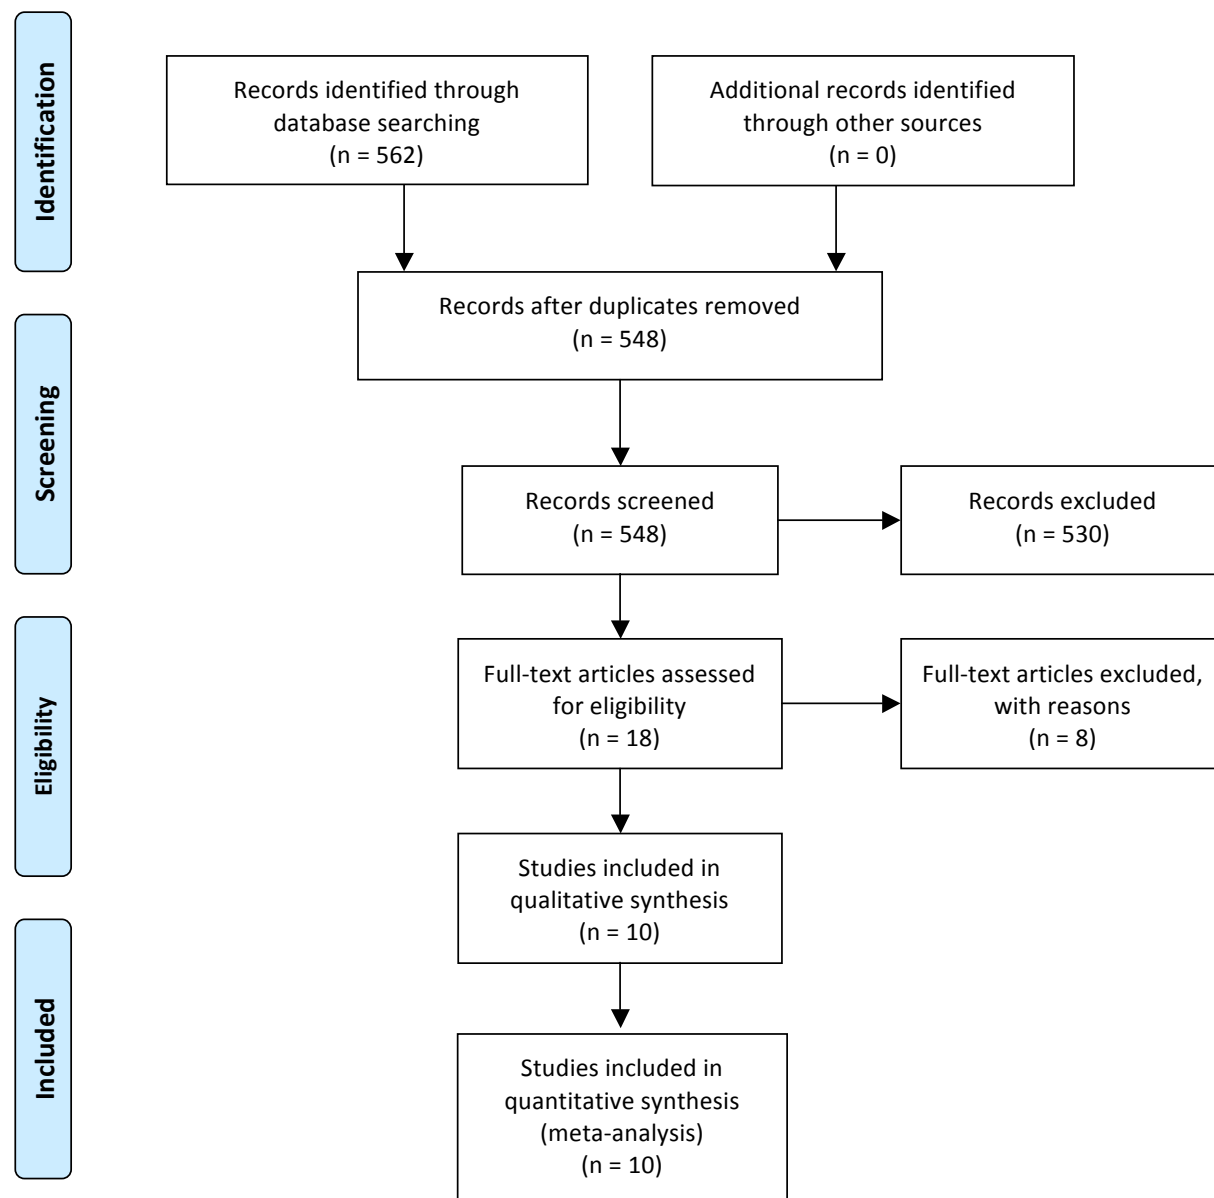 Identification
Records identified through
database searching
(n = 562)
Additional records identified
through other sources
(n = 0)
Records after duplicates removed
(n = 548)
Screening
Records screened
(n = 548)
Records excluded
(n = 530)
Eligibility
Full-text articles assessed
for eligibility
(n = 18)
Full-text articles excluded,
with reasons
(n = 8)
Studies included in
qualitative synthesis
(n = 10)
Included
Studies included in
quantitative synthesis
(meta-analysis)
(n = 10)